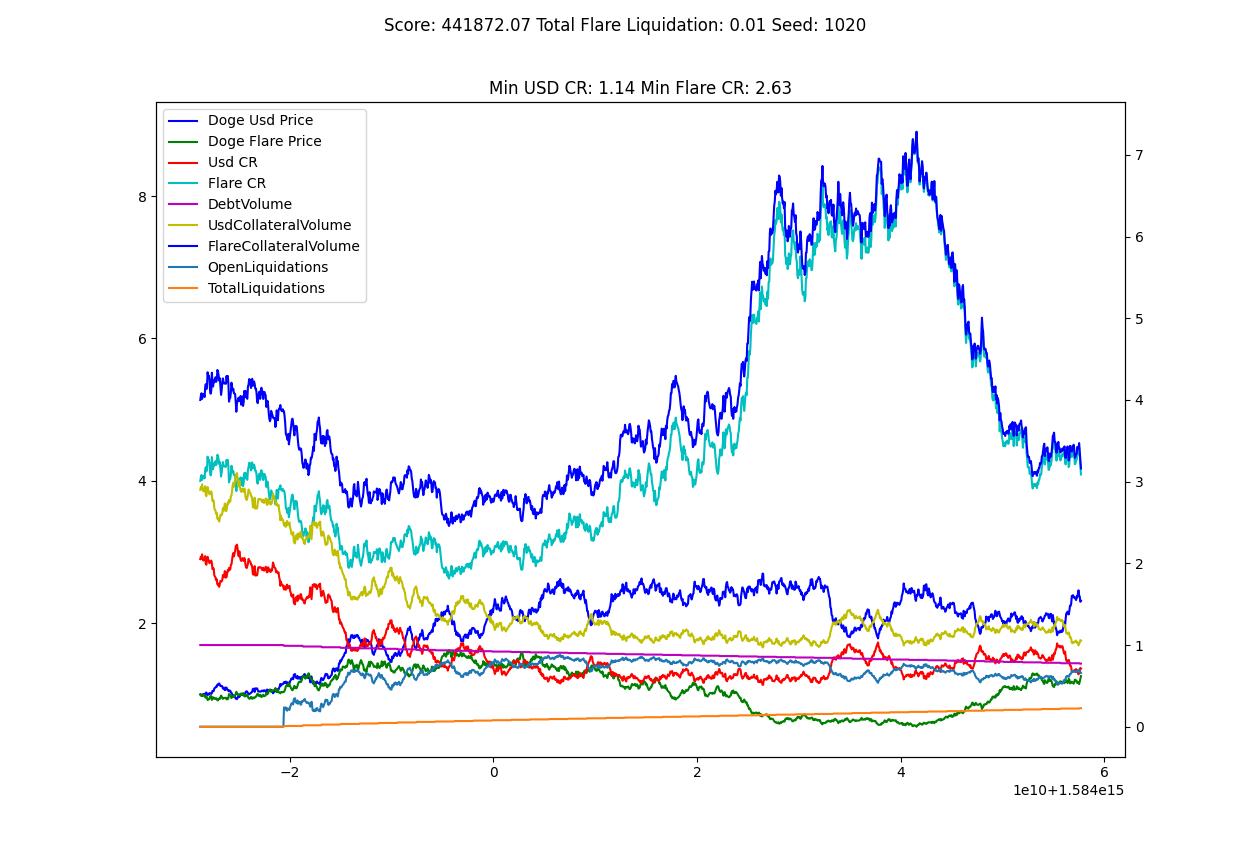 Score: 441872.07 Total Flare Liquidation: 0.01 Seed: 1020
Min USD CR: 1.14 Min Flare CR: 2.63
Doge Usd Price
Doge Flare Price
Usd CR
Flare CR
DebtVolume
UsdCollateralVolume
FlareCollateralVolume
OpenLiquidations
TotalLiquidations
8
6
4
2
7
6
5
4
3
2
1
0
−2 0 2 4 6
1e10+1.584e15